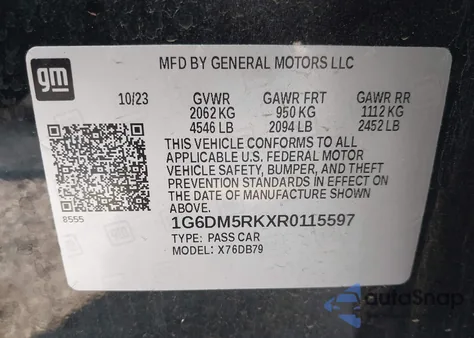 gm
MFD BY GENERAL MOTORS LLC
10/23 GVWR GAWR FRT GAWR RR
2062 KG 950 KG 1112 KG
4546 LB 2094 LB 2452 LB
THIS VEHICLE CONFORMS TO ALL
APPLICABLE U.S. FEDERAL MOTOR
VEHICLE SAFETY, BUMPER, AND THEFT
PREVENTION STANDARDS IN EFFECT ON
THE DATE OF MANUFACTURE SHOWN
ABOVE.
8555
1G6DM5RKXR0115597
TYPE: PASS CAR
MODEL: X76DB79
autoSnap